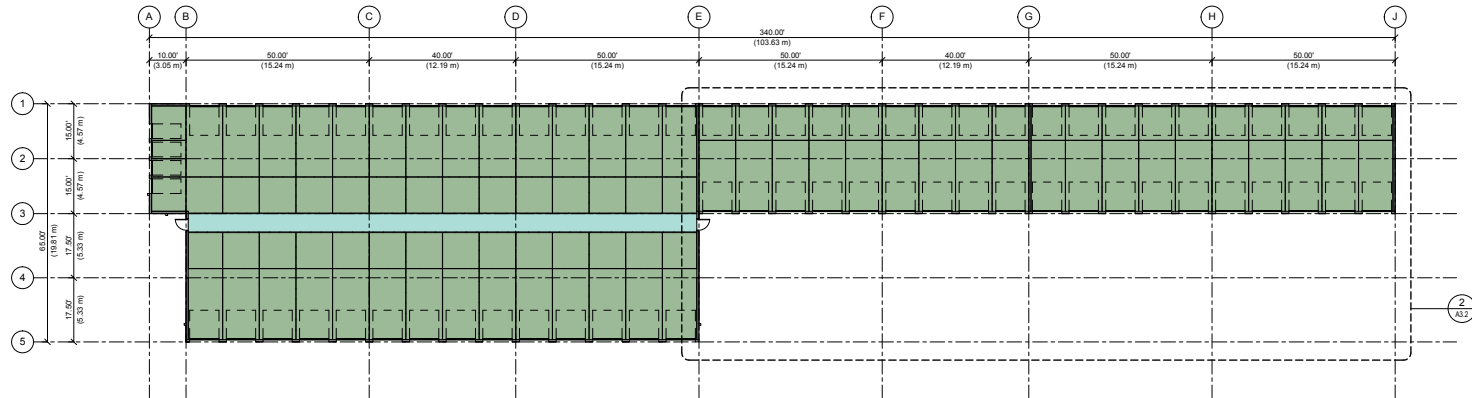 A B C D E F G H J
340.00'
(103.63 m)
10.00' 50.00' 40.00' 50.00' 50.00' 40.00' 50.00' 50.00'
(3.05 m) (15.24 m) (12.19 m) (15.24 m) (15.24 m) (12.19 m) (15.24 m) (15.24 m)
1
15.00'
(4.57 m)
2
15.00'
(4.57 m)
3
65.00'
(19.81 m)
17.50'
(5.33 m)
4
17.50'
(5.33 m)
5
2
A3.2